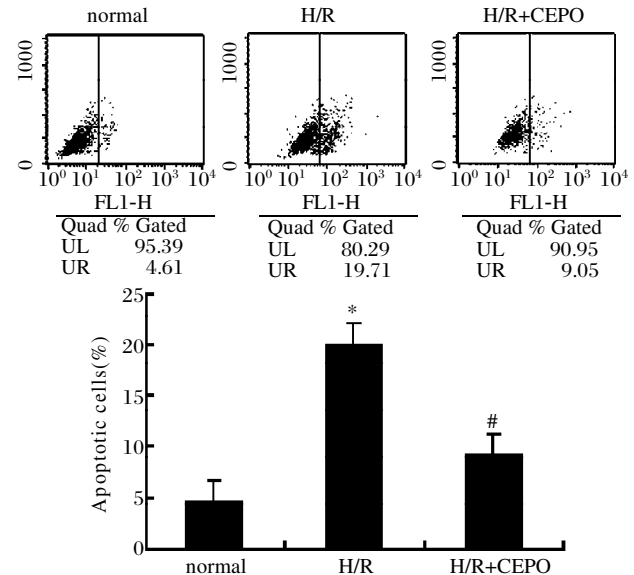 normal H/R H/R+CEPO
1000 1000 1000
0 0 0
10⁰ 10¹ 10² 10³ 10⁴ 10⁰ 10¹ 10² 10³ 10⁴ 10⁰ 10¹ 10² 10³ 10⁴
FL1-H FL1-H FL1-H
Quad % Gated Quad % Gated Quad % Gated
UL 95.39 UL 80.29 UL 90.95
UR 4.61 UR 19.71 UR 9.05
Apoptotic cells(%)
25
20
15
10
5
0
*
#
normal H/R H/R+CEPO